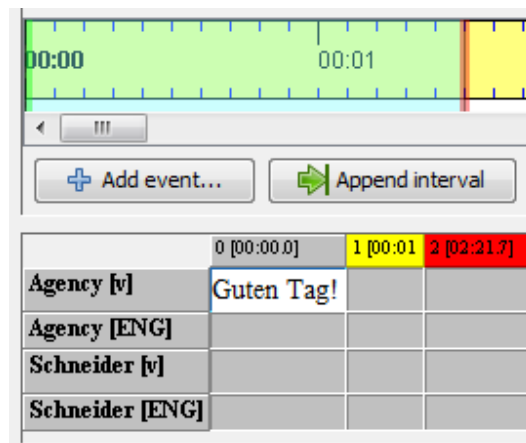 00:00 00:01
Add event... Append interval
0 [00:00.0] 1 [00:01 2 [02:21.7]
Agency [v] Guten Tag!
Agency [ENG]
Schneider [v]
Schneider [ENG]